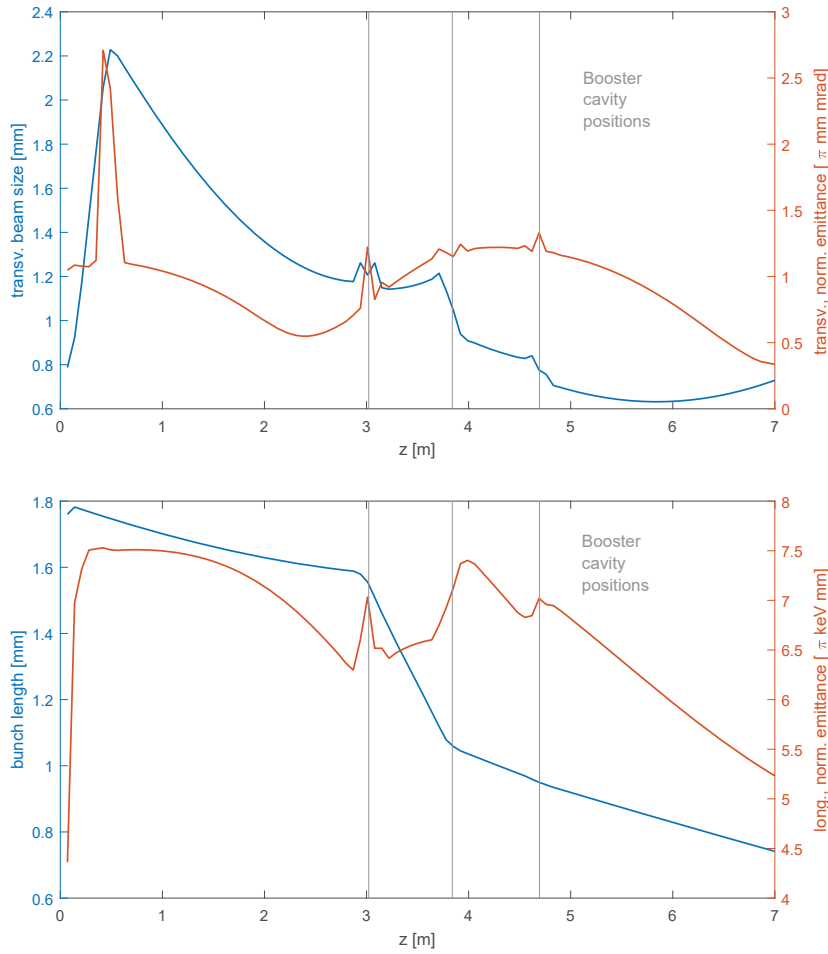 2.4
2.2
2
1.8
1.6
1.4
1.2
1
0.8
0.6
transv. beam size [mm]
3
2.5
2
1.5
1
0.5
0
transv., norm. emittance [ π mm mrad]
Booster
cavity
positions
0 1 2 3 4 5 6 7
z [m]
1.8
1.6
1.4
1.2
1
0.8
0.6
bunch length [mm]
8
7.5
7
6.5
6
5.5
5
4.5
4
long., norm. emittance [ π keV mm]
Booster
cavity
positions
0 1 2 3 4 5 6 7
z [m]